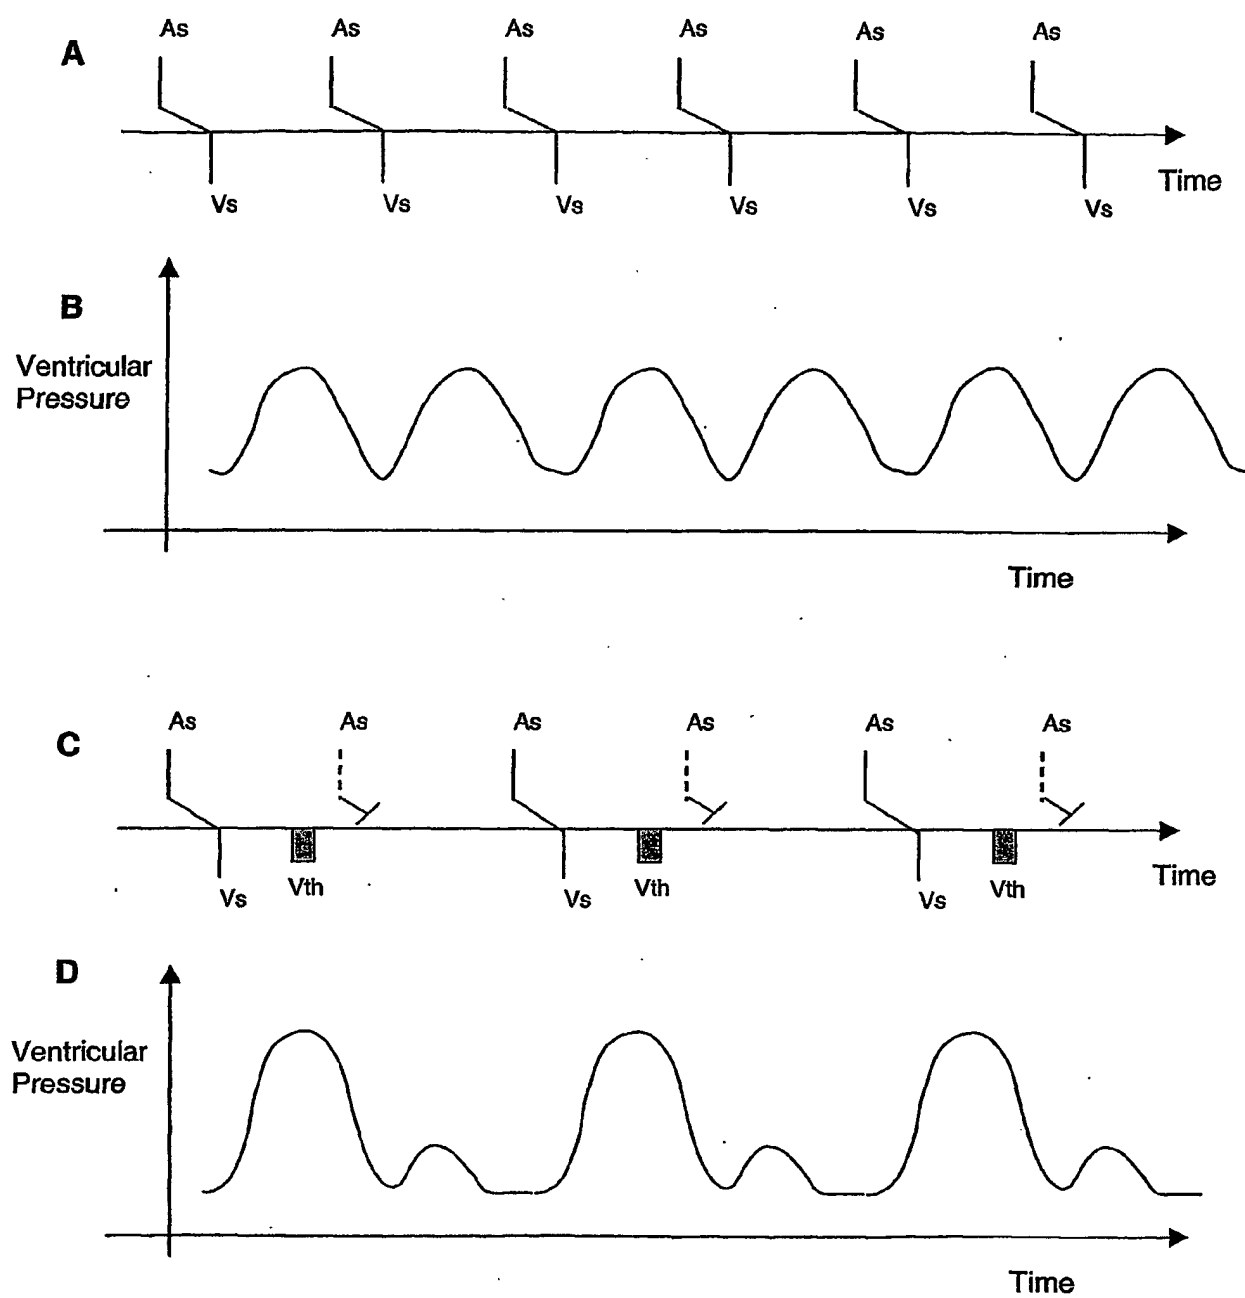 As As As As As As
A
Time
Vs Vs Vs Vs Vs Vs
B
Ventricular
Pressure
Time
As As As As As As
C
Time
Vs Vth Vs Vth Vs Vth
D
Ventricular
Pressure
Time